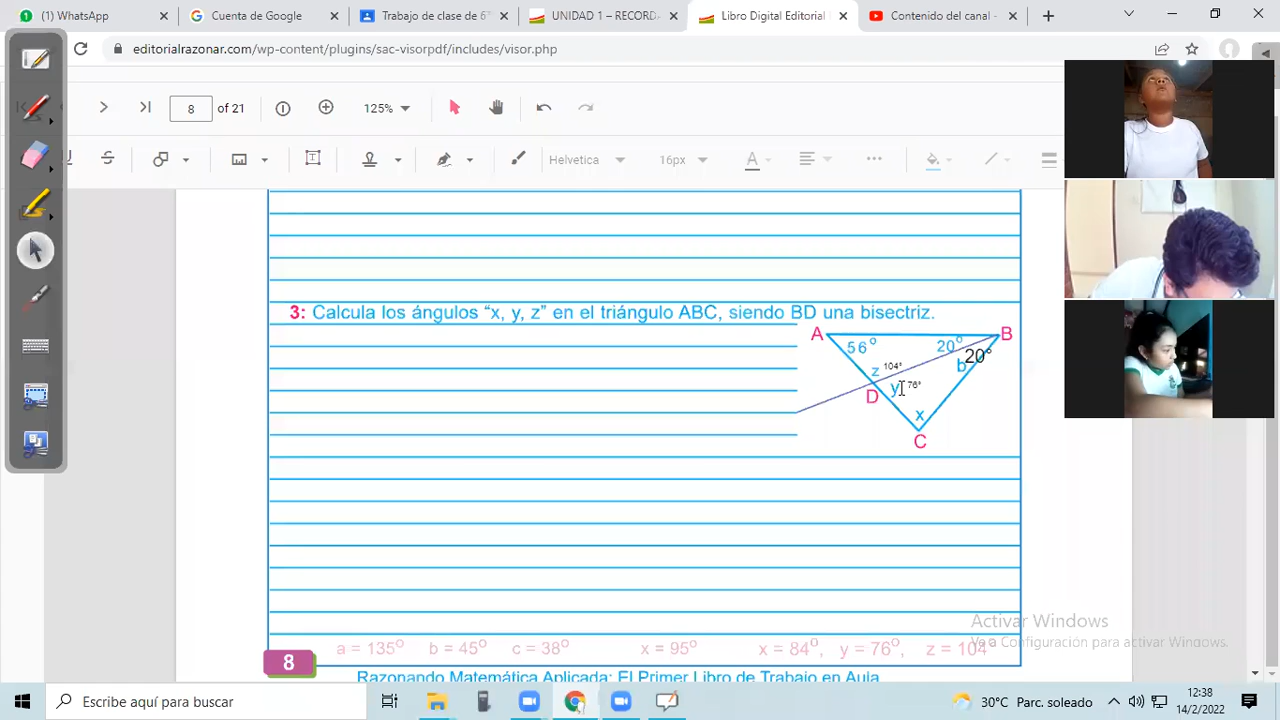 (1) WhatsApp
Cuenta de Google
Trabajo de clase de 6°
UNIDAD 1 – RECORD
Libro Digital Editorial
Contenido del canal -
editorialrazonar.com/wp-content/plugins/sac-visorpdf/includes/visor.php
8 of 21
125%
Helvetica
16px
3: Calcula los ángulos “x, y, z” en el triángulo ABC, siendo BD una bisectriz.
A
B
56°
20°
20°
b
z
104°
y
76°
D
x
C
Activar Windows
Ve a Configuración para activar Windows.
a = 135° b = 45° c = 38° x = 95° x = 84°, y = 76°, z = 104°
8
Razonando Matemática Aplicada: El Primer Libro de Trabajo en Aula
Escribe aquí para buscar
30°C Parc. soleado
12:38
14/2/2022